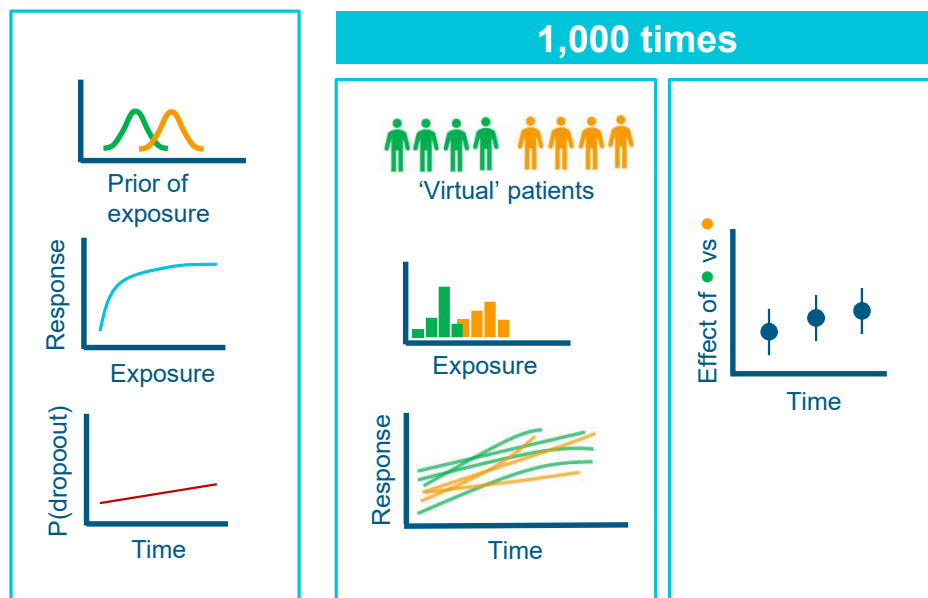 1,000 times
Prior of
exposure
Response
Exposure
P(dropoout)
Time
'Virtual' patients
Exposure
Response
Time
Effect of vs
Time